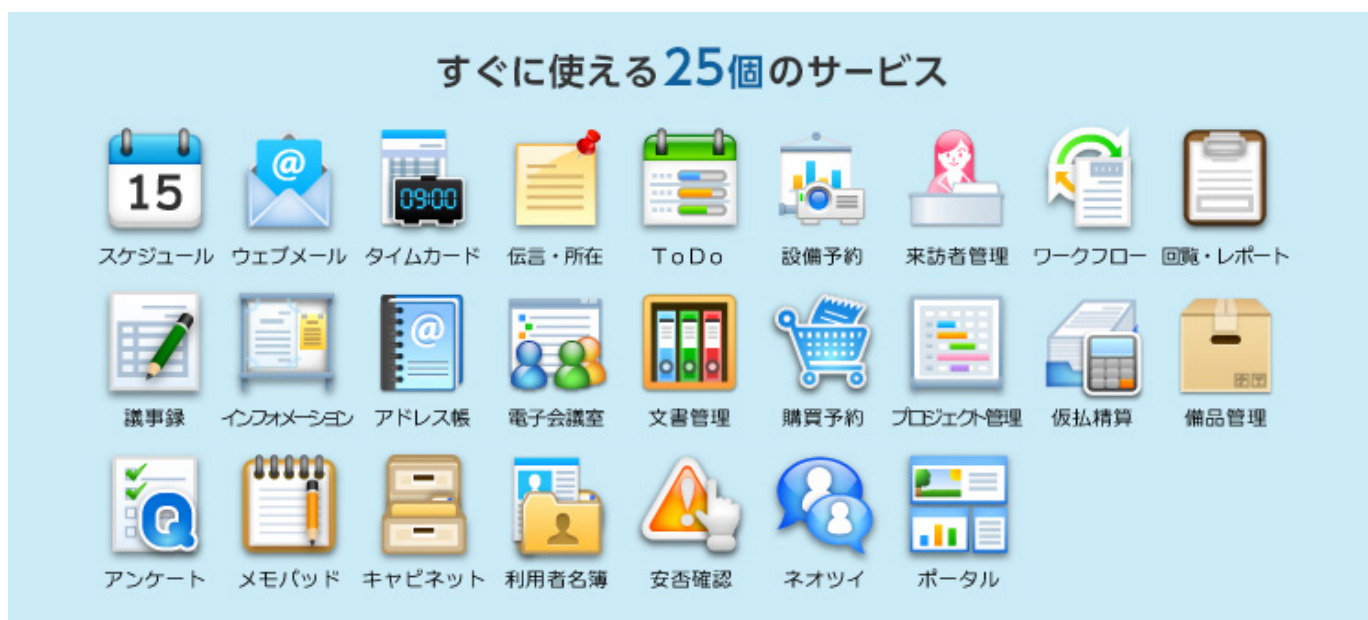 すぐに使える25個のサービス
15
@
09:00
スケジュール ウェブメール タイムカード 伝言・所在 ToDo 設備予約 来訪者管理 ワークフロー 回覧・レポート
@
議事録 インフォメーション アドレス帳 電子会議室 文書管理 購買予約 プロジェクト管理 仮払精算 備品管理
Q
アンケート メモパッド キャビネット 利用者名簿 安否確認 ネオツイ ポータル